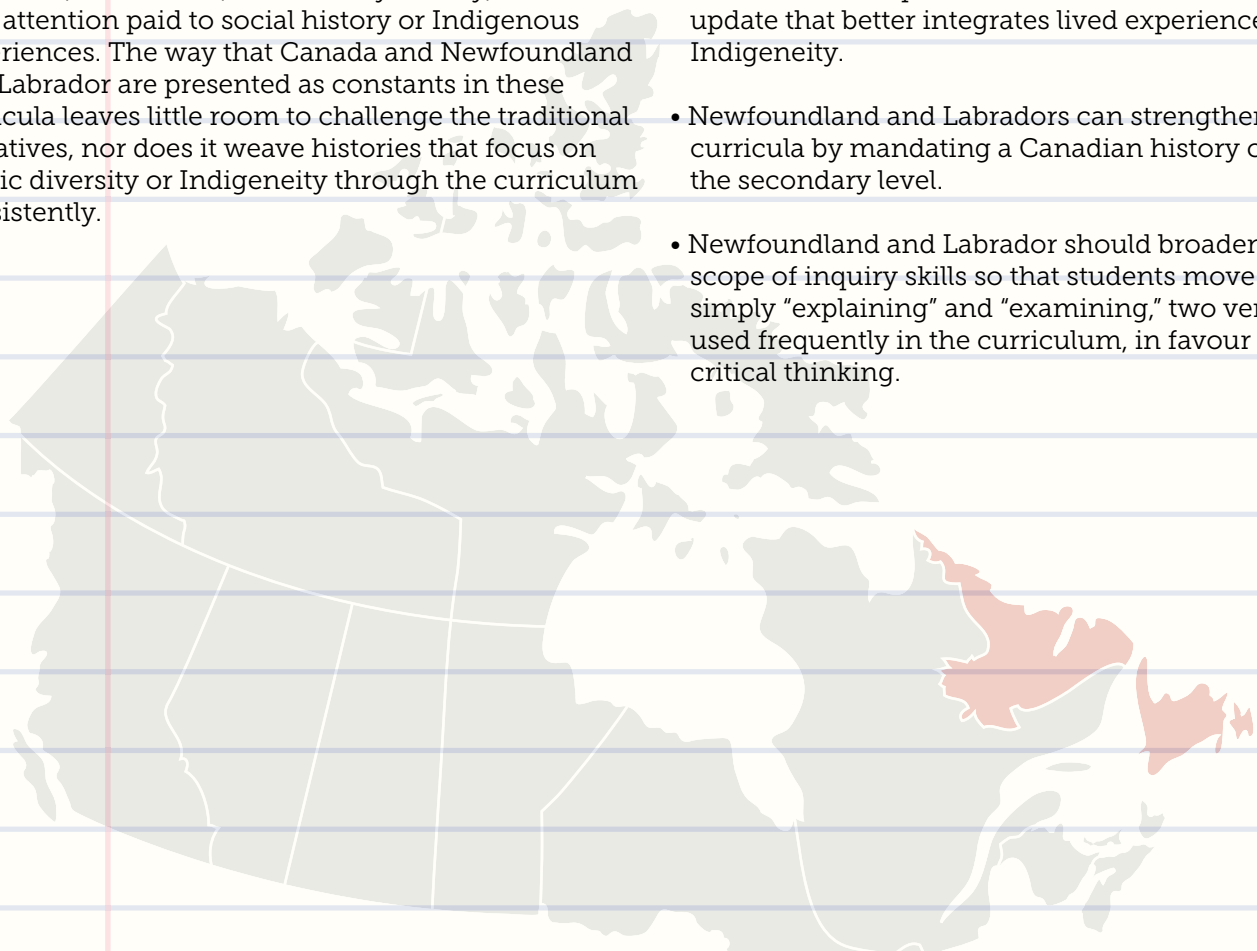 attention paid to social history or Indigenous
riences. The way that Canada and Newfoundland
Labrador are presented as constants in these
cula leaves little room to challenge the traditional
atives, nor does it weave histories that focus on
ic diversity or Indigeneity through the curriculum
sistently.
update that better integrates lived experience
Indigeneity.
• Newfoundland and Labradors can strengthen
curricula by mandating a Canadian history
the secondary level.
• Newfoundland and Labrador should broaden
scope of inquiry skills so that students move
simply “explaining” and “examining,” two ver
used frequently in the curriculum, in favour
critical thinking.